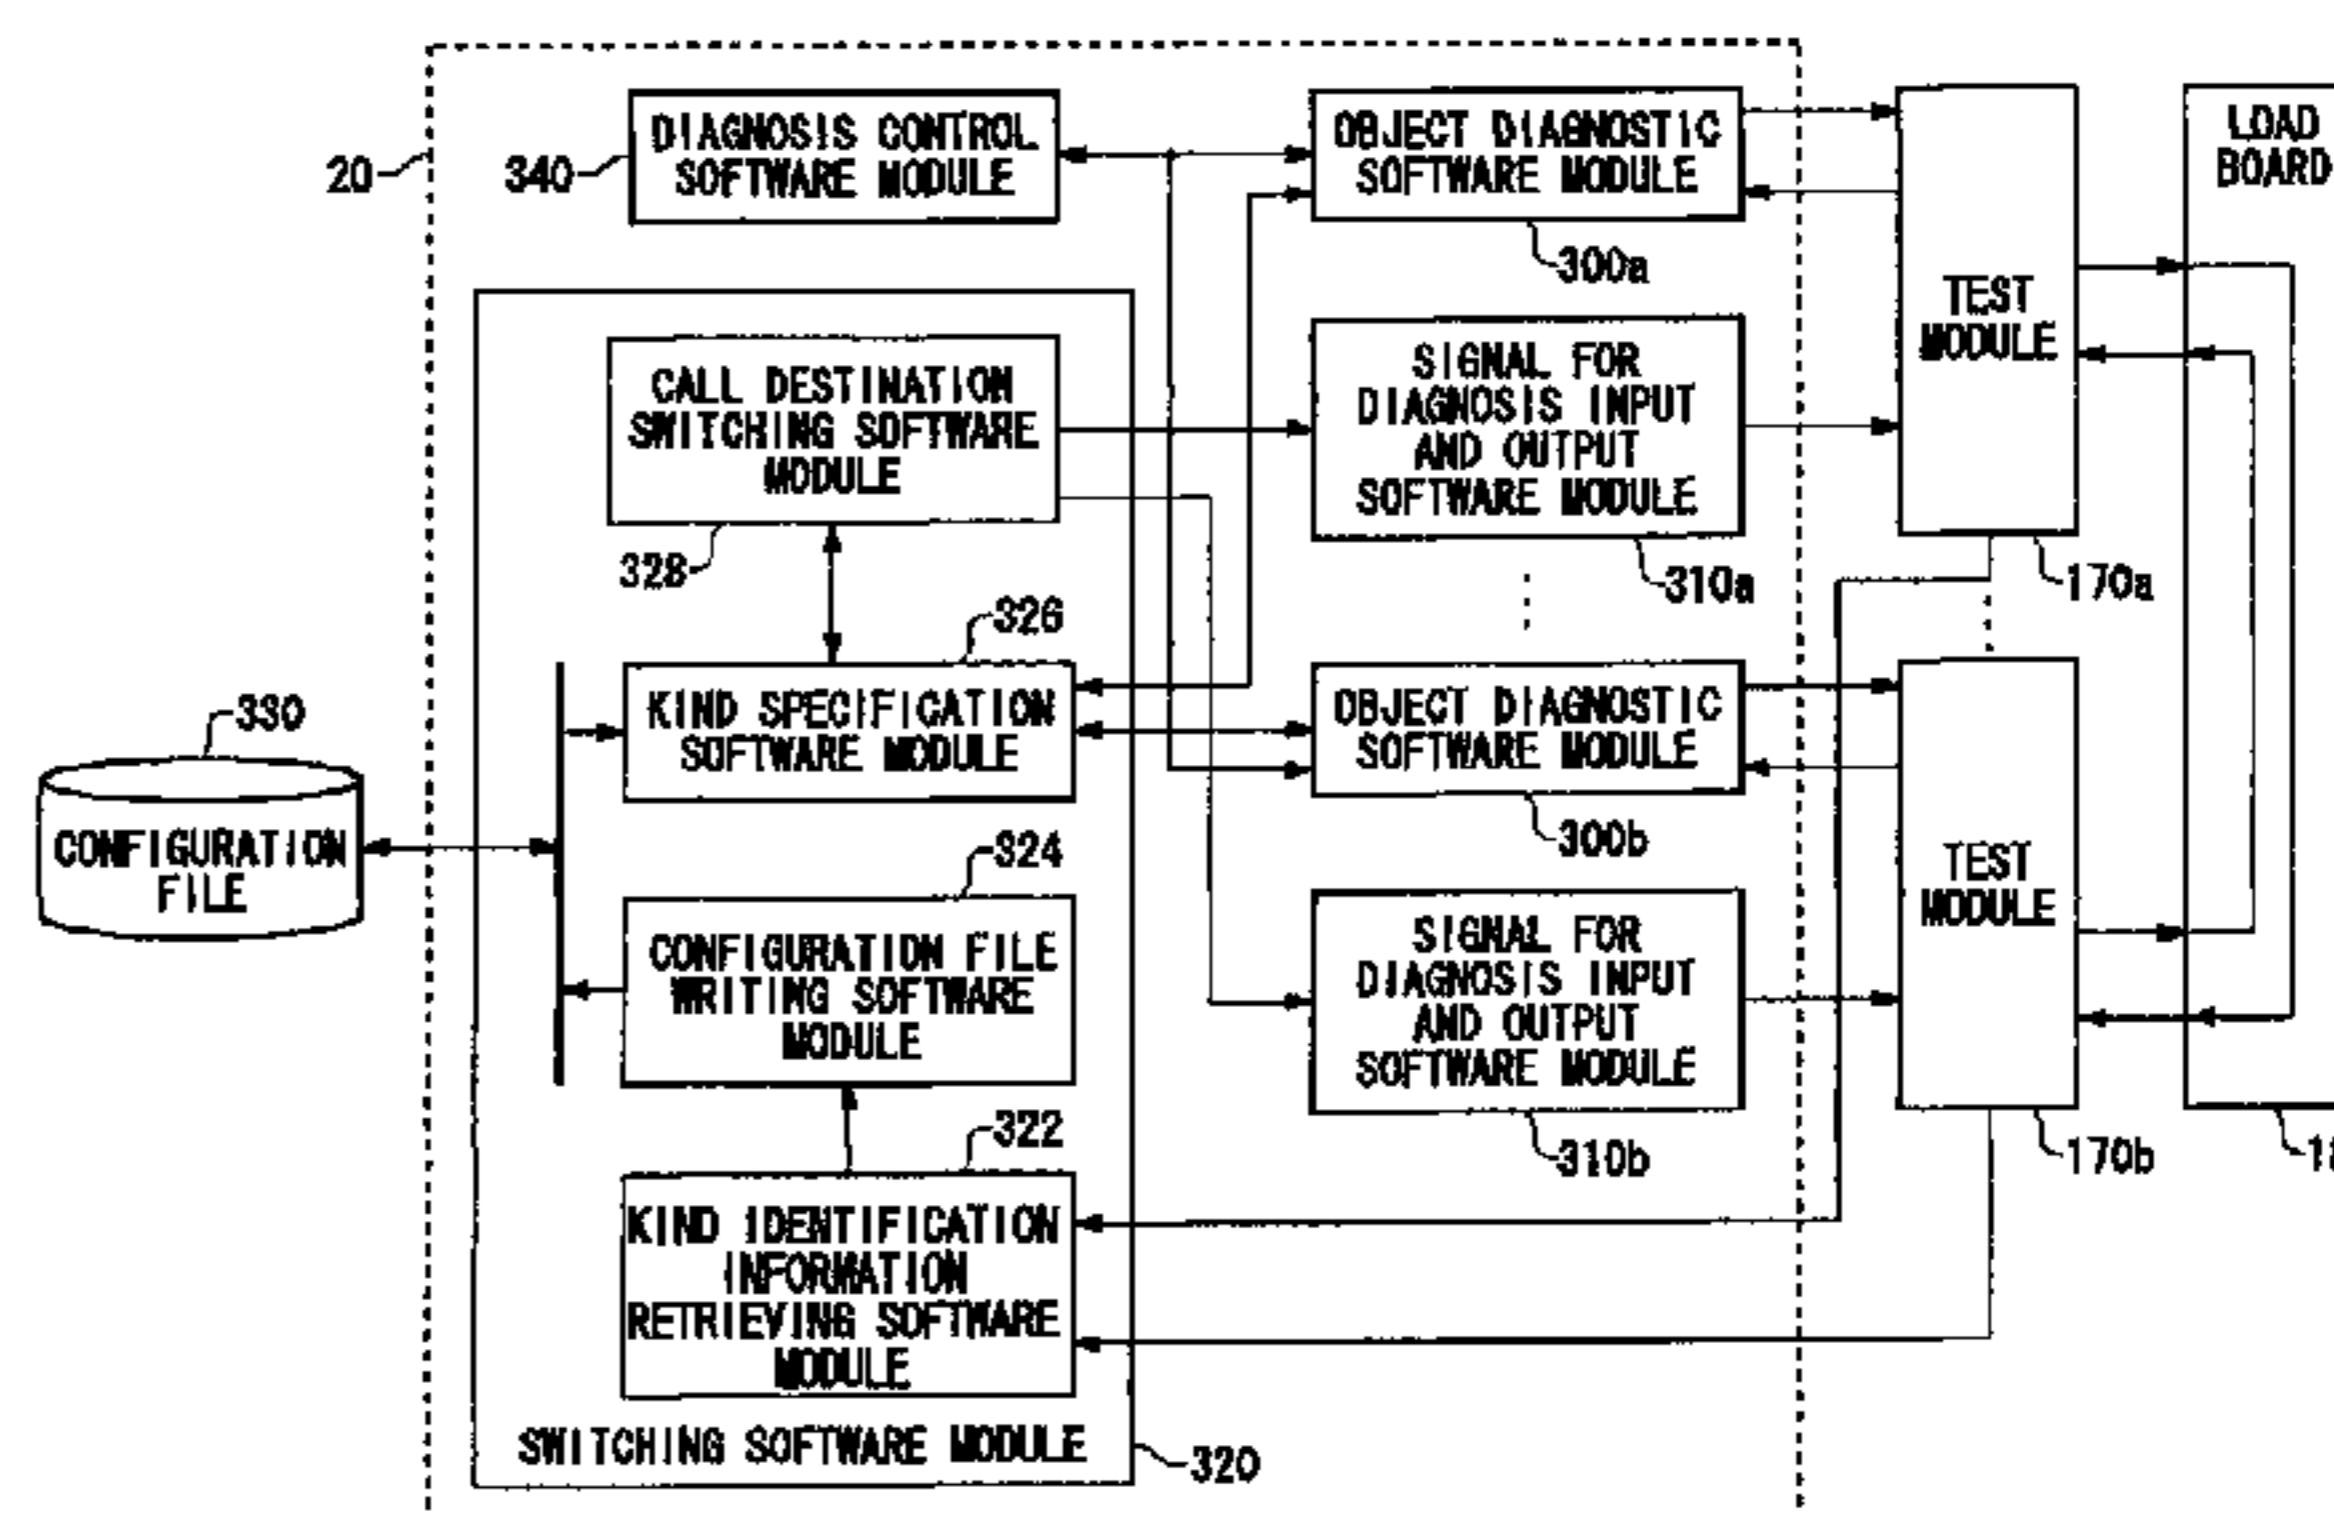 20
340
DIAGNOSIS CONTROL
SOFTWARE MODULE
OBJECT DIAGNOSTIC
SOFTWARE MODULE
300a
LOAD
BOARD
TEST
MODULE
170a
CALL DESTINATION
SWITCHING SOFTWARE
MODULE
328
SIGNAL FOR
DIAGNOSIS INPUT
AND OUTPUT
SOFTWARE MODULE
310a
326
KIND SPECIFICATION
SOFTWARE MODULE
OBJECT DIAGNOSTIC
SOFTWARE MODULE
300b
330
CONFIGURATION
FILE
324
CONFIGURATION FILE
WRITING SOFTWARE
MODULE
SIGNAL FOR
DIAGNOSIS INPUT
AND OUTPUT
SOFTWARE MODULE
310b
TEST
MODULE
170b
322
KIND IDENTIFICATION
INFORMATION
RETRIEVING SOFTWARE
MODULE
SWITCHING SOFTWARE MODULE
320